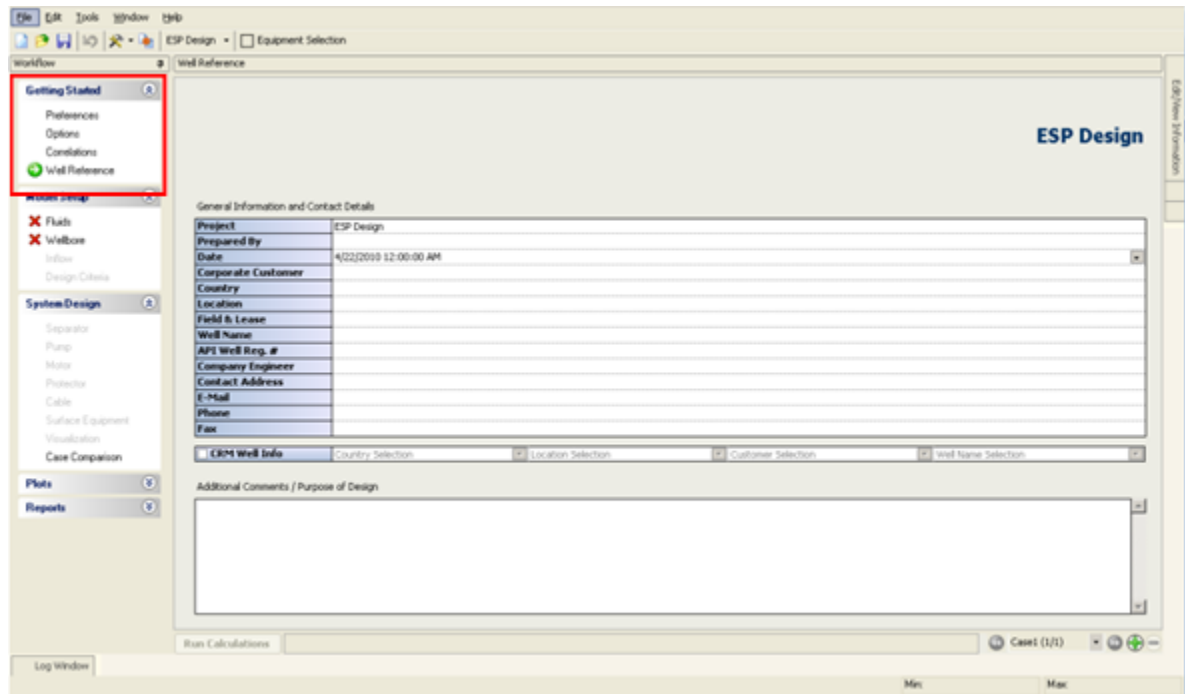 File Edit Tools Window Help
ESP Design Equipment Selection
Workflow
Well Reference
Getting Started
Preferences
Options
Correlations
Well Reference
Model Setup
Fluids
Wellbore
Inflow
Design Criteria
System Design
Separator
Pump
Motor
Protector
Cable
Surface Equipment
Visualization
Case Comparison
Plots
Reports
Edit/View Information
ESP Design
General Information and Contact Details
Project ESP Design
Prepared By
Date 4/22/2010 12:00:00 AM
Corporate Customer
Country
Location
Field & Lease
Well Name
API Well Reg. #
Company Engineer
Contact Address
E-Mail
Phone
Fax
CRM Well Info Country Selection Location Selection Customer Selection Well Name Selection
Additional Comments / Purpose of Design
Run Calculations Case1 (1/1)
Log Window
Min: Max: